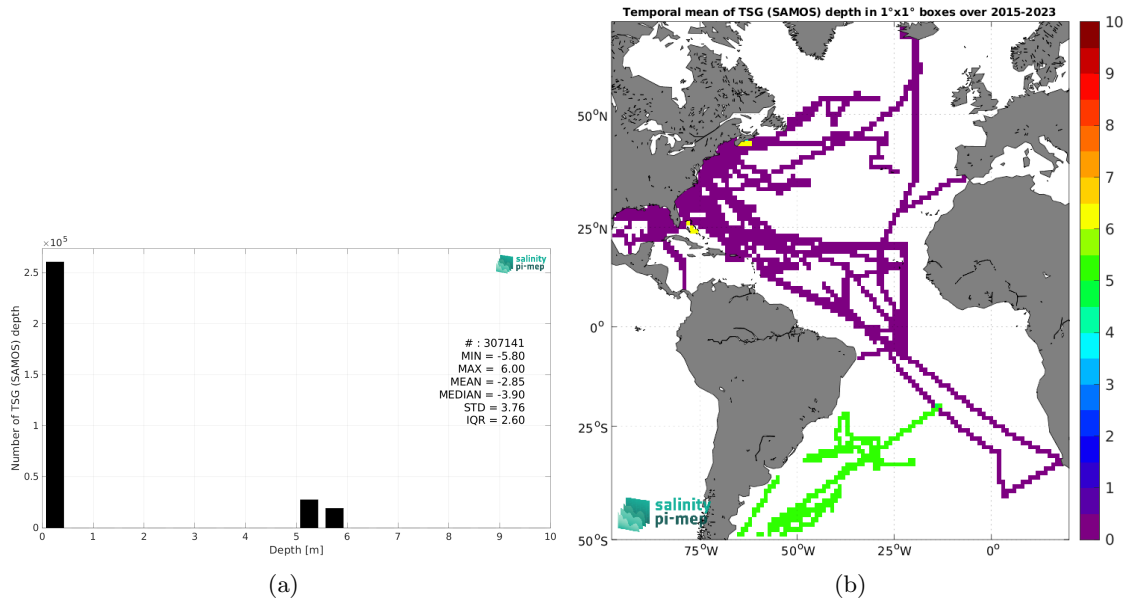 ×10⁵
2.5
2
1.5
1
0.5
0
0 1 2 3 4 5 6 7 8 9 10
Depth [m]
Number of TSG (SAMOS) depth
salinity
pi-mep
# : 307141
MIN = -5.80
MAX = 6.00
MEAN = -2.85
MEDIAN = -3.90
STD = 3.76
IQR = 2.60
(a)
Temporal mean of TSG (SAMOS) depth in 1°x1° boxes over 2015-2023
50°N
25°N
0°
25°S
50°S
75°W 50°W 25°W 0°
salinity
pi-mep
10
9
8
7
6
5
4
3
2
1
0
(b)